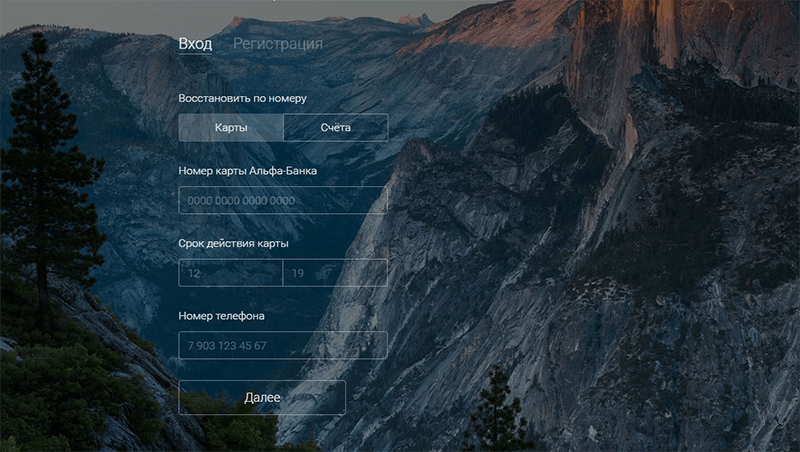 Вход Регистрация
Восстановить по номеру
Карты Счёта
Номер карты Альфа-Банка
0000 0000 0000 0000
Срок действия карты
12 19
Номер телефона
7 903 123 45 67
Далее